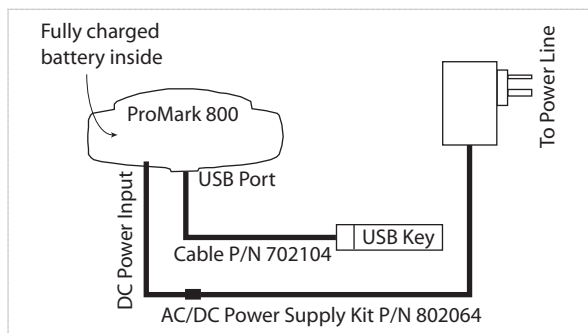 Fully charged
battery inside
ProMark 800
To Power Line
USB Port
DC Power Input
USB Key
Cable P/N 702104
AC/DC Power Supply Kit P/N 802064